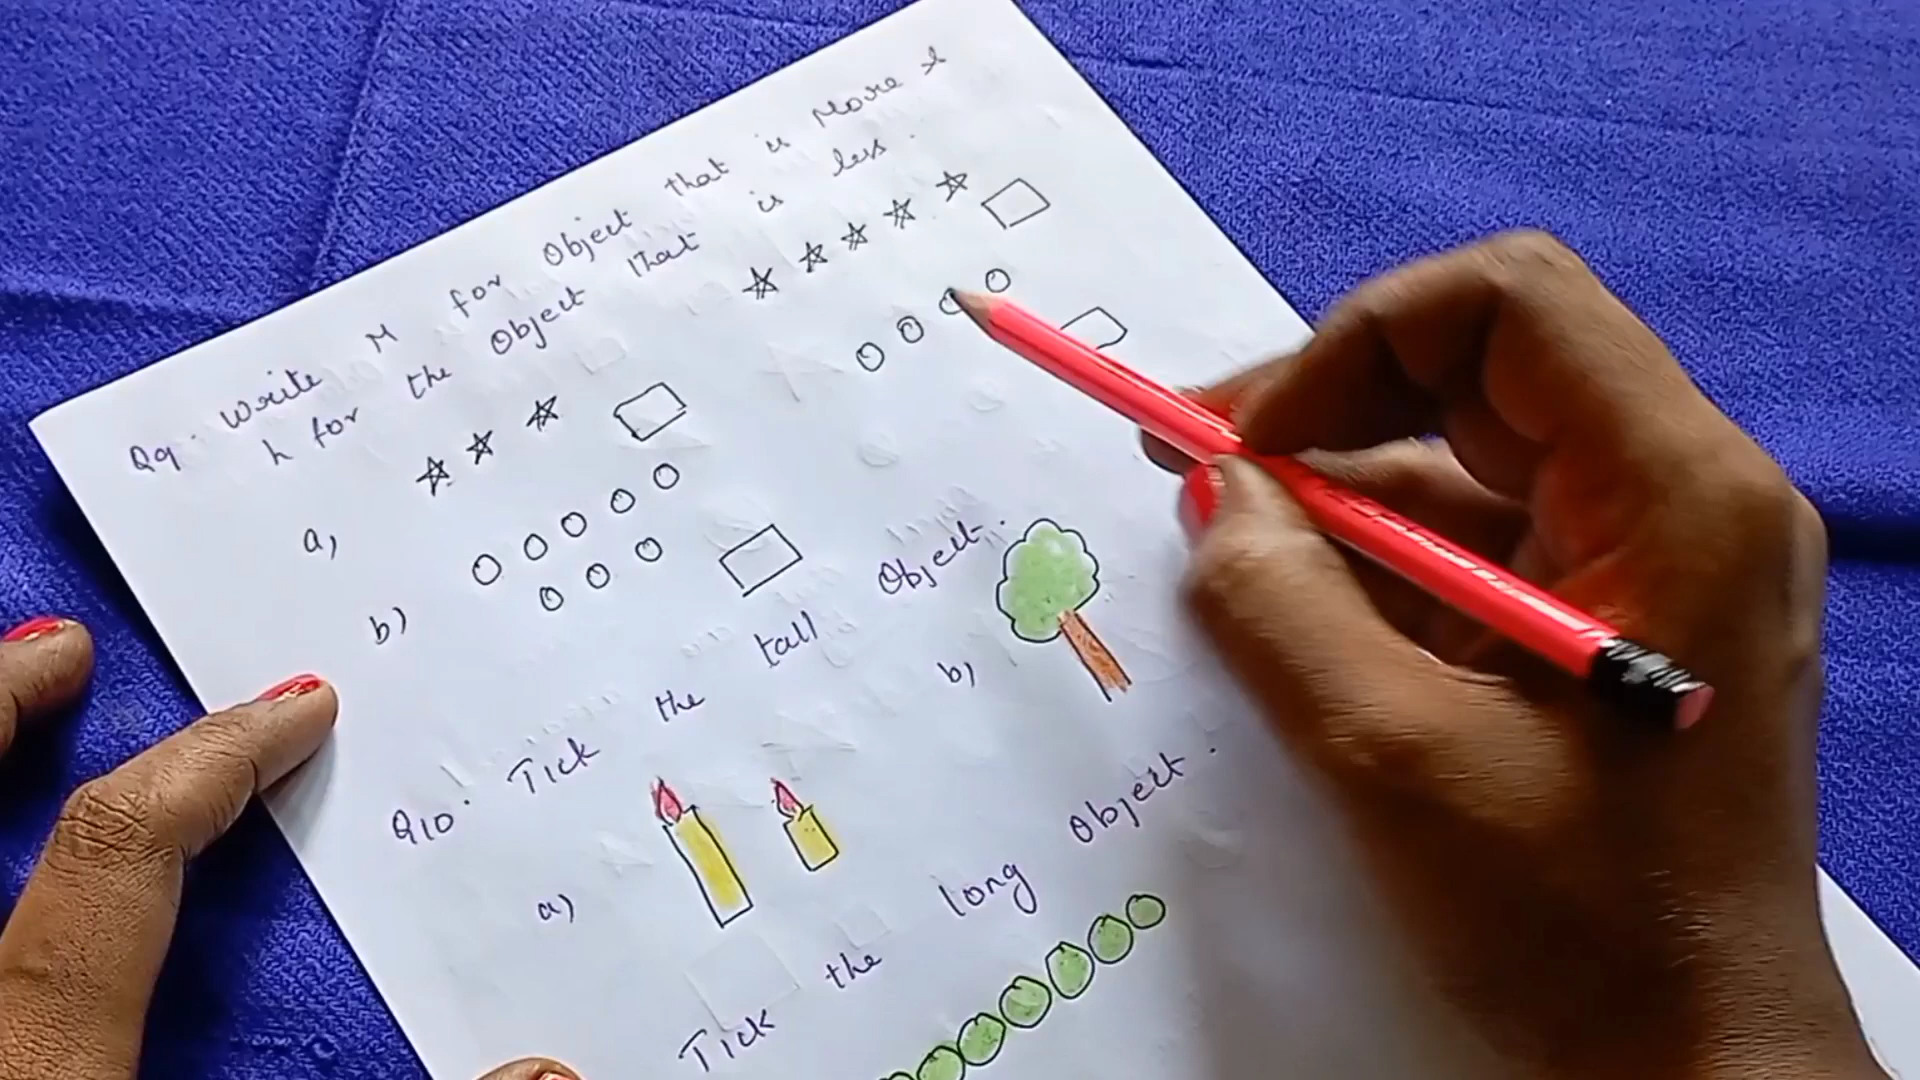 Q9. Write M for Object that is More &
L for the Object that is less.
a)
b)
Q10. Tick the tall Object.
a)
b)
Tick the long Object.